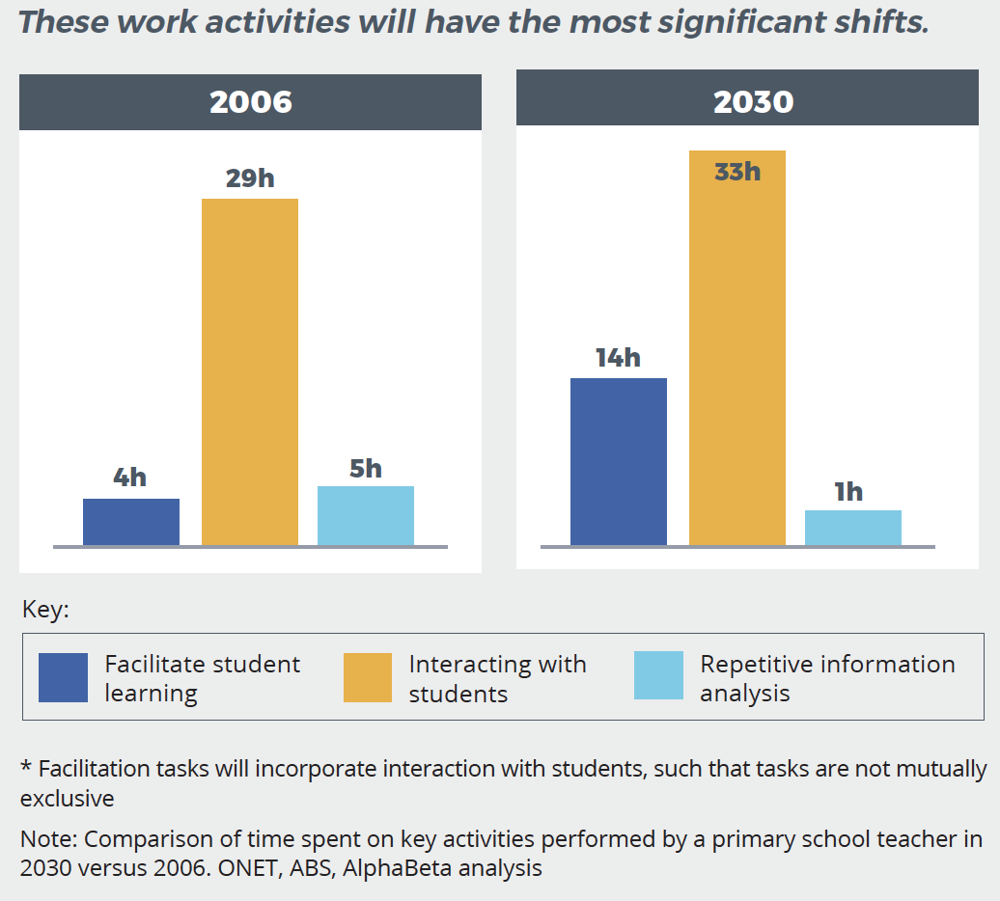 These work activities will have the most significant shifts.
2006
2030
29h
4h
5h
33h
14h
1h
Key:
Facilitate student
learning
Interacting with
students
Repetitive information
analysis
* Facilitation tasks will incorporate interaction with students, such that tasks are not mutually
exclusive
Note: Comparison of time spent on key activities performed by a primary school teacher in
2030 versus 2006. ONET, ABS, AlphaBeta analysis